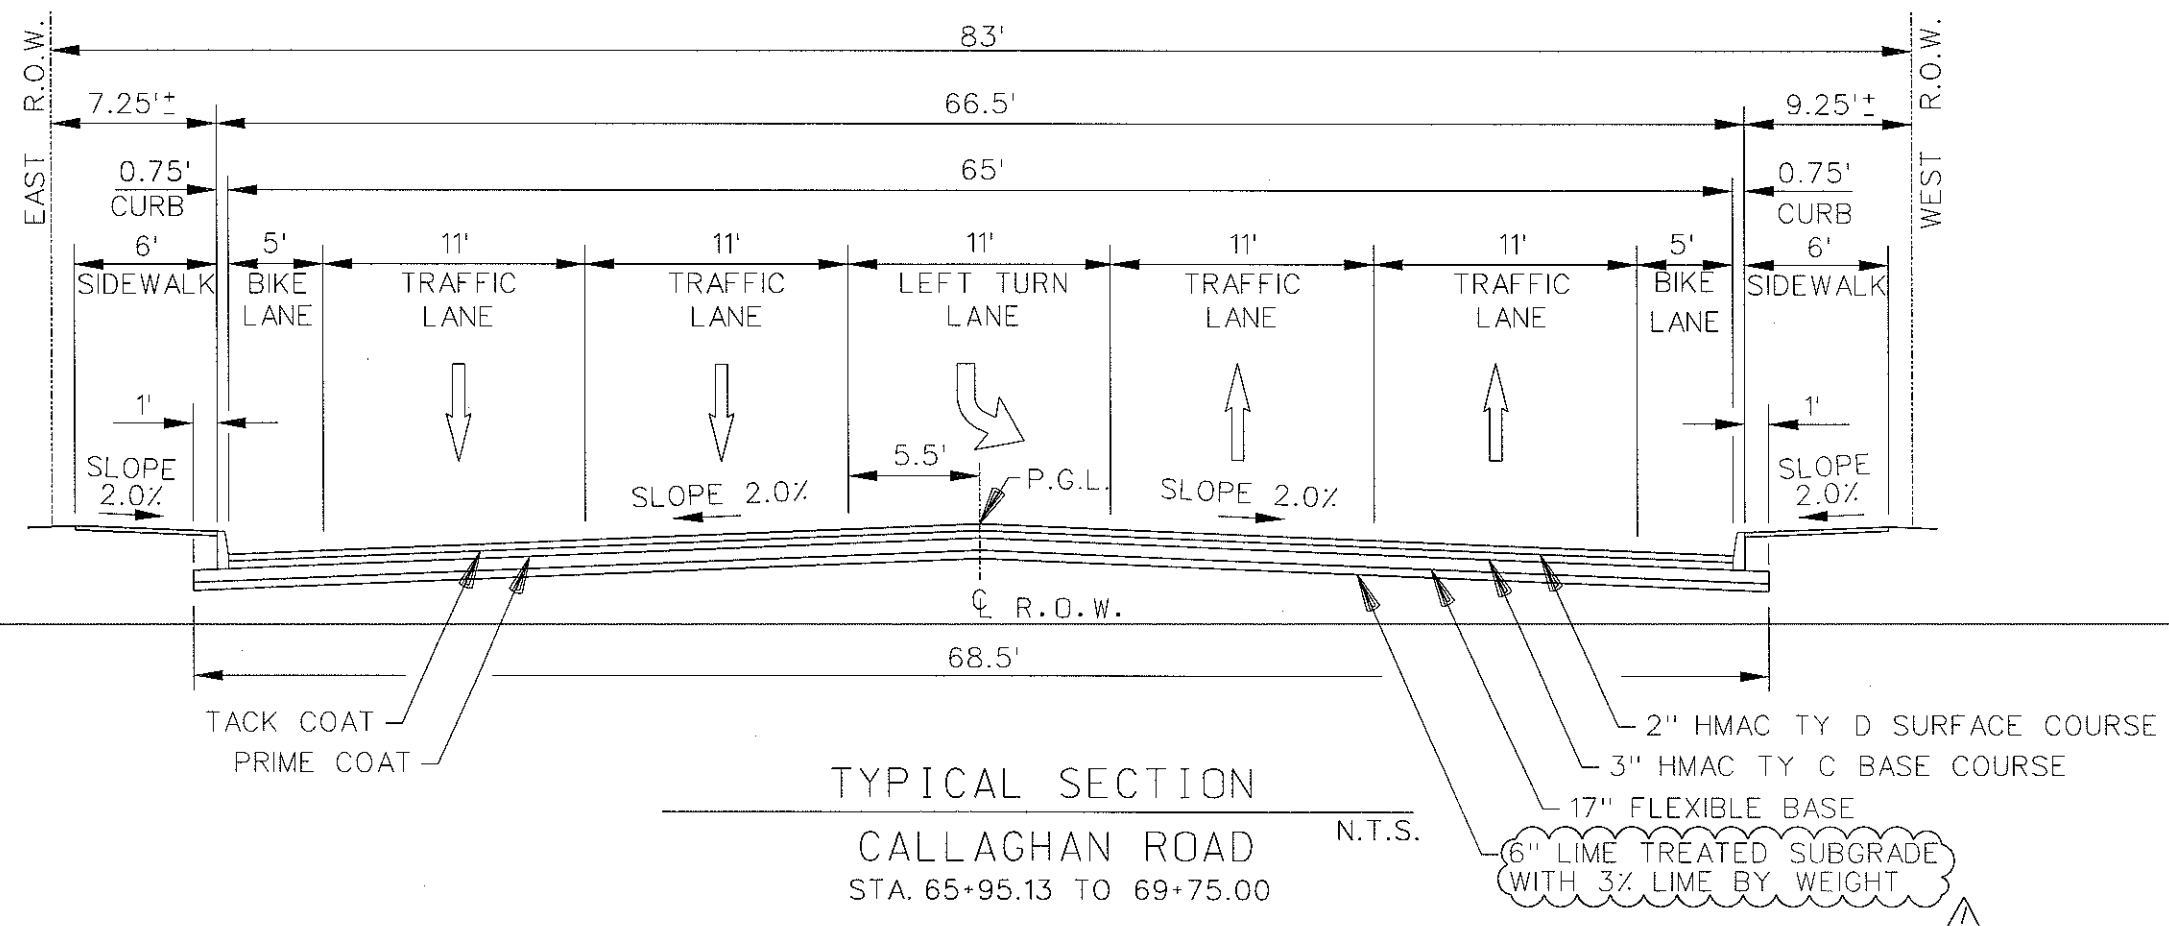 83'
EAST R.O.W.
WEST R.O.W.
7.25'±
66.5'
9.25'±
0.75'
CURB
65'
0.75'
CURB
6'
SIDEWALK
5'
BIKE
LANE
11'
TRAFFIC
LANE
11'
TRAFFIC
LANE
11'
LEFT TURN
LANE
11'
TRAFFIC
LANE
11'
TRAFFIC
LANE
5'
BIKE
LANE
6'
SIDEWALK
1'
1'
5.5'
P.G.L.
SLOPE
2.0%
SLOPE 2.0%
SLOPE 2.0%
SLOPE
2.0%
℄ R.O.W.
68.5'
TACK COAT
PRIME COAT
2" HMAC TY D SURFACE COURSE
3" HMAC TY C BASE COURSE
17" FLEXIBLE BASE
6" LIME TREATED SUBGRADE
WITH 3% LIME BY WEIGHT
TYPICAL SECTION
N.T.S.
CALLAGHAN ROAD
STA. 65+95.13 TO 69+75.00